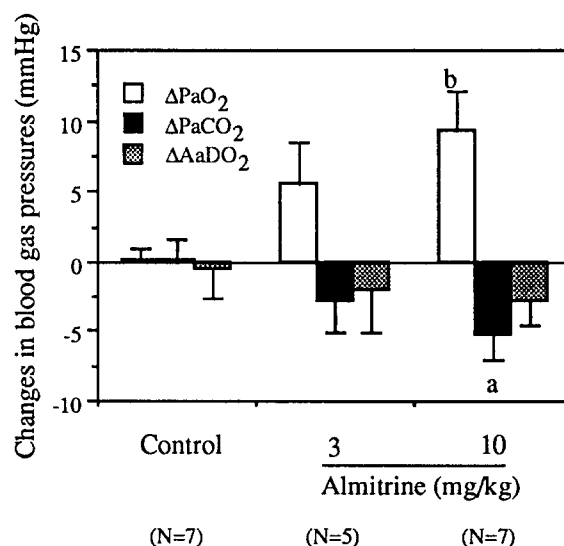 Changes in blood gas pressures (mmHg)
15
10
5
0
-5
-10
ΔPaO2
ΔPaCO2
ΔAaDO2
b
a
Control
3
10
Almitrine (mg/kg)
(N=7)
(N=5)
(N=7)